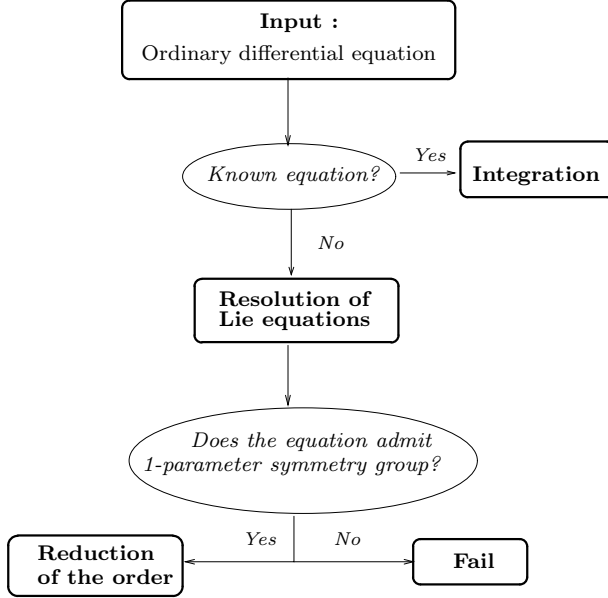 Input :
Ordinary differential equation
Known equation?
Yes
Integration
No
Resolution of
Lie equations
Does the equation admit
1-parameter symmetry group?
Yes
No
Reduction
of the order
Fail